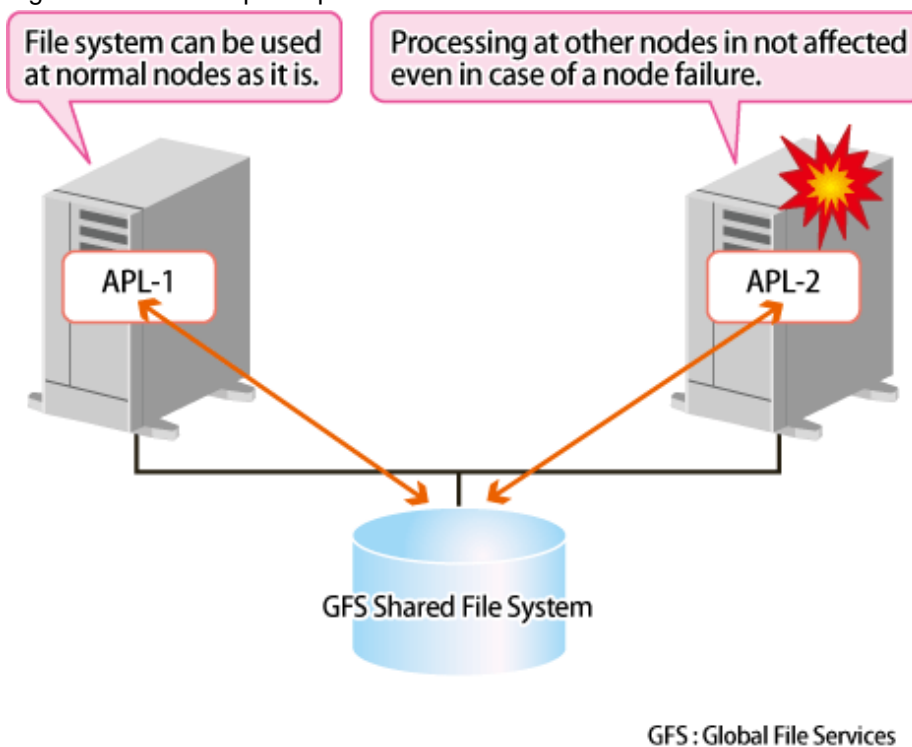 File system can be used
at normal nodes as it is.
Processing at other nodes in not affected
even in case of a node failure.
APL-1
APL-2
GFS Shared File System
GFS : Global File Services